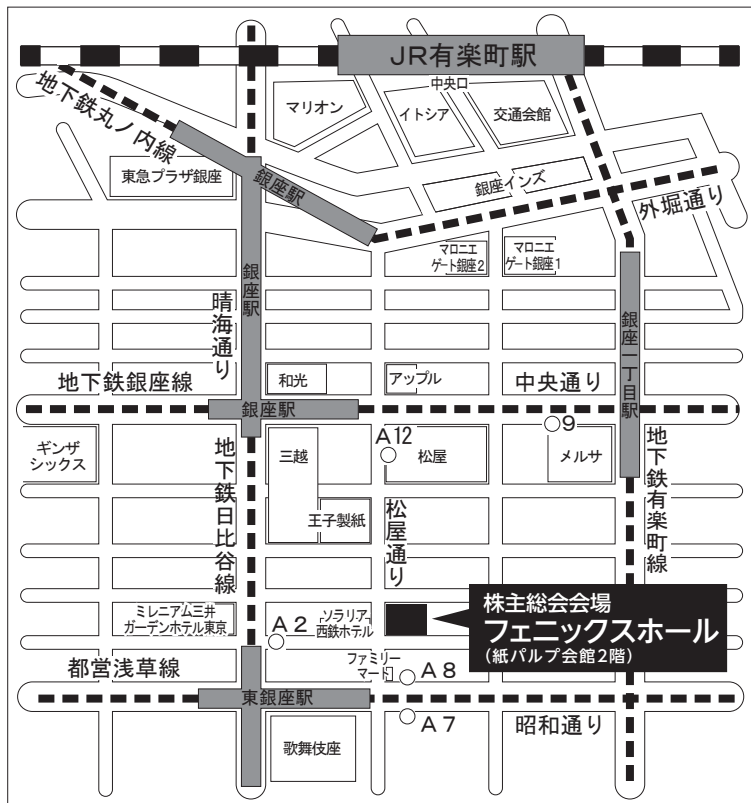 JR有楽町駅
中央口
地下鉄丸ノ内線
マリオン
イトシア
交通会館
東急プラザ銀座
銀座駅
銀座インズ
外堀通り
マロニエ
ゲート銀座2
マロニエ
ゲート銀座1
銀座駅
晴海通り
銀座一丁目駅
地下鉄銀座線
和光
アップル
中央通り
銀座駅
9
ギンザ
シックス
三越
A12
松屋
メルサ
地下鉄日比谷線
王子製紙
松屋通り
地下鉄有楽町線
ミレニアム三井
ガーデンホテル東京
A2
ソラリア
西鉄ホテル
株主総会会場
フェニックスホール
(紙パルプ会館2階)
都営浅草線
ファミリー
マート
A8
東銀座駅
A7
昭和通り
歌舞伎座